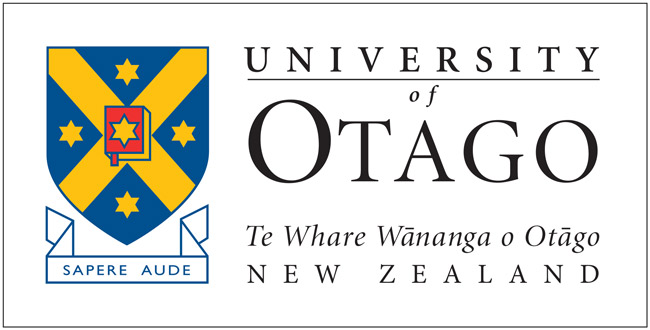 SAPERE AUDE
UNIVERSITY
of
OTAGO
Te Whare Wānanga o Otāgo
NEW ZEALAND